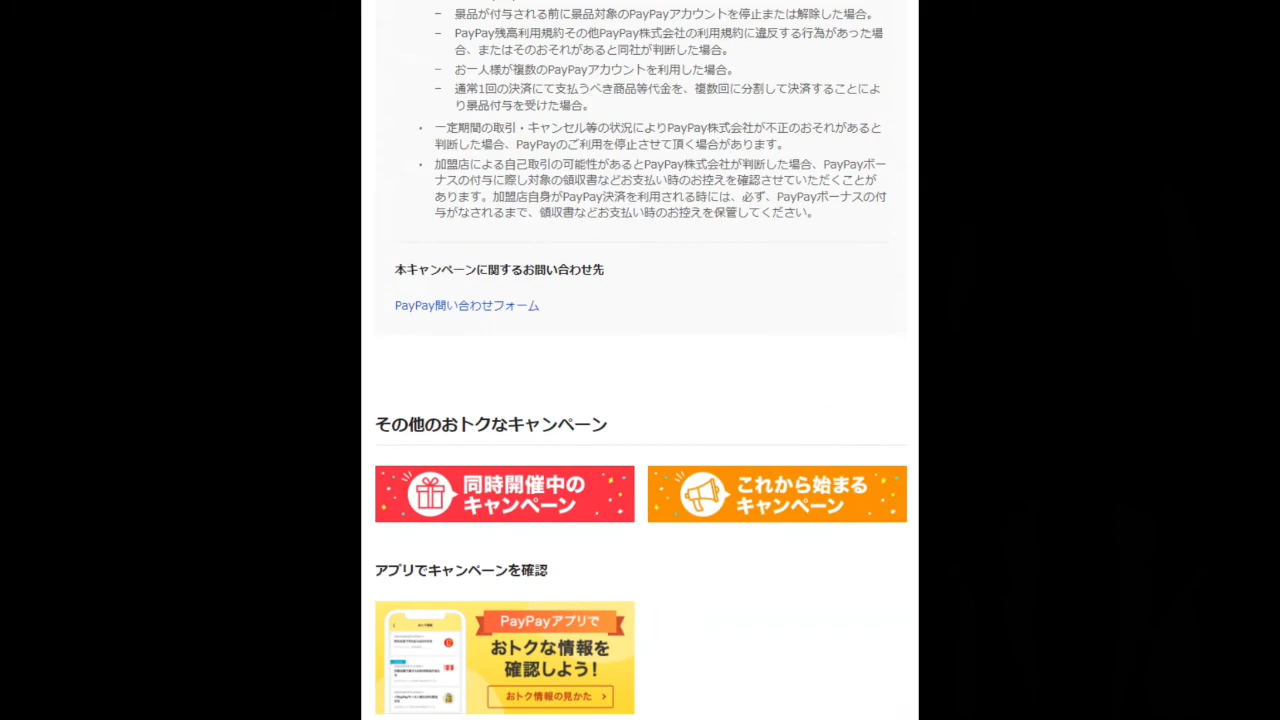 − 景品が付与される前に景品対象のPayPayアカウントを停止または解除した場合。
− PayPay残高利用規約その他PayPay株式会社の利用規約に違反する行為があった場
合、またはそのおそれがあると同社が判断した場合。
− お一人様が複数のPayPayアカウントを利用した場合。
− 通常1回の決済にて支払うべき商品等代金を、複数回に分割して決済することによ
り景品付与を受けた場合。
・ 一定期間の取引・キャンセル等の状況によりPayPay株式会社が不正のおそれがあると
判断した場合、PayPayのご利用を停止させて頂く場合があります。
・ 加盟店による自己取引の可能性があるとPayPay株式会社が判断した場合、PayPayボー
ナスの付与に際し対象の領収書などお支払い時のお控えを確認させていただくことが
あります。加盟店自身がPayPay決済を利用される時には、必ず、PayPayボーナスの付
与がなされるまで、領収書などお支払い時のお控えを保管してください。
本キャンペーンに関するお問い合わせ先
PayPay問い合わせフォーム
その他のおトクなキャンペーン
同時開催中の
キャンペーン
これから始まる
キャンペーン
アプリでキャンペーンを確認
PayPayアプリで
おトクな情報を
確認しよう!
おトク情報の見かた